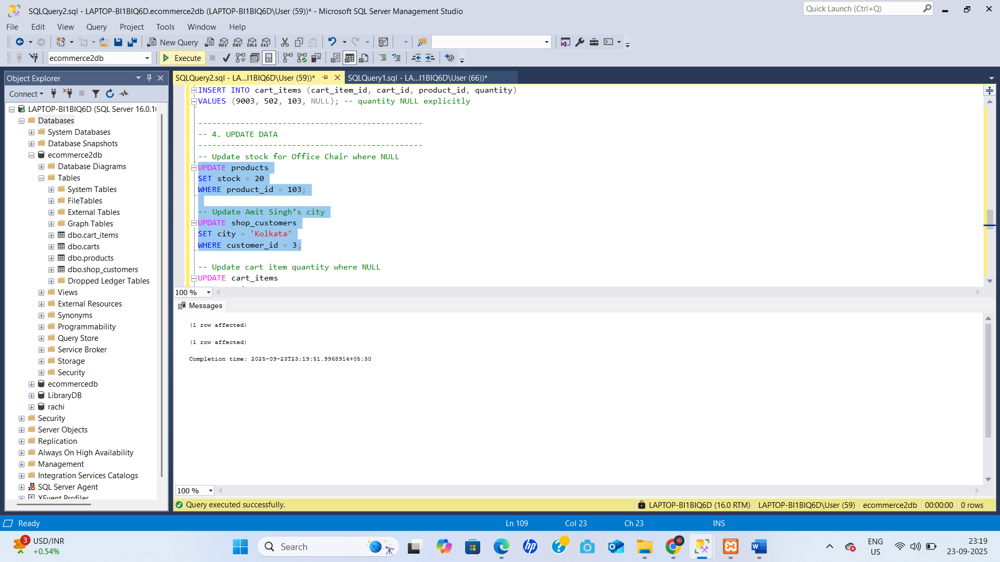 SQLQuery2.sql - LAPTOP-BI1BIQ6D.ecommerce2db (LAPTOP-BI1BIQ6D\User (59))* - Microsoft SQL Server Management Studio
Quick Launch (Ctrl+Q)
File Edit View Query Project Tools Window Help
New Query
MDX DMX XMLA DAX
ecommerce2db
Execute
Object Explorer
SQLQuery2.sql - LA...I1BIQ6D\User (59))*
SQLQuery1.sql - LA...I1BIQ6D\User (66))*
Connect
LAPTOP-BI1BIQ6D (SQL Server 16.0.10
Databases
System Databases
Database Snapshots
ecommerce2db
Database Diagrams
Tables
System Tables
FileTables
External Tables
Graph Tables
dbo.cart_items
dbo.carts
dbo.products
dbo.shop_customers
Dropped Ledger Tables
Views
External Resources
Synonyms
Programmability
Query Store
Service Broker
Storage
Security
ecommercedb
LibraryDB
rachi
Security
Server Objects
Replication
Always On High Availability
Management
Integration Services Catalogs
SQL Server Agent
XEvent Profiler
INSERT INTO cart_items (cart_item_id, cart_id, product_id, quantity)
VALUES (9003, 502, 103, NULL); -- quantity NULL explicitly
------------------------------------------------
-- 4. UPDATE DATA
------------------------------------------------
-- Update stock for Office Chair where NULL
UPDATE products
SET stock = 20
WHERE product_id = 103;
-- Update Amit Singh’s city
UPDATE shop_customers
SET city = 'Kolkata'
WHERE customer_id = 3;
-- Update cart item quantity where NULL
UPDATE cart_items
100 %
Messages
(1 row affected)
(1 row affected)
Completion time: 2025-09-23T23:19:51.9968914+05:30
100 %
Query executed successfully.
LAPTOP-BI1BIQ6D (16.0 RTM)
LAPTOP-BI1BIQ6D\User (59)
ecommerce2db
00:00:00
0 rows
Ready
Ln 109
Col 23
Ch 23
INS
3
USD/INR
+0.54%
Search
ENG
US
23:19
23-09-2025